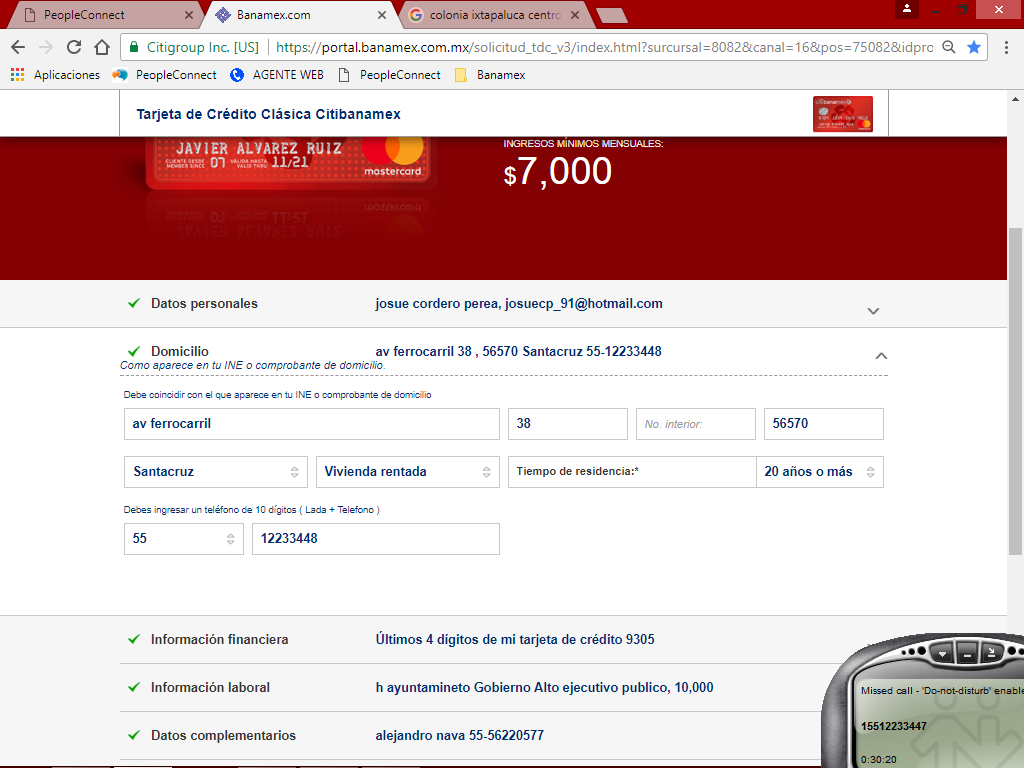 PeopleConnect
Banamex.com
colonia ixtapaluca centro
Citigroup Inc. [US]
https://portal.banamex.com.mx/solicitud_tdc_v3/index.html?surcursal=8082&canal=16&pos=75082&idpro
Aplicaciones PeopleConnect AGENTE WEB PeopleConnect Banamex
Tarjeta de Crédito Clásica Citibanamex
JAVIER ALVAREZ RUIZ
CLIENTE DESDE
MEMBER SINCE 07 VÁLIDA HASTA
VALID THRU 11/21
mastercard
INGRESOS MÍNIMOS MENSUALES:
$7,000
Datos personales josue cordero perea, josuecp_91@hotmail.com
Domicilio av ferrocarril 38 , 56570 Santacruz 55-12233448
Como aparece en tu INE o comprobante de domicilio.
Debe coincidir con el que aparece en tu INE o comprobante de domicilio
av ferrocarril 38 No. interior: 56570
Santacruz Vivienda rentada Tiempo de residencia:* 20 años o más
Debes ingresar un teléfono de 10 dígitos ( Lada + Telefono )
55 12233448
Información financiera Últimos 4 dígitos de mi tarjeta de crédito 9305
Información laboral h ayuntamineto Gobierno Alto ejecutivo publico, 10,000
Datos complementarios alejandro nava 55-56220577
Missed call - 'Do-not-disturb' enable
15512233447
0:30:20